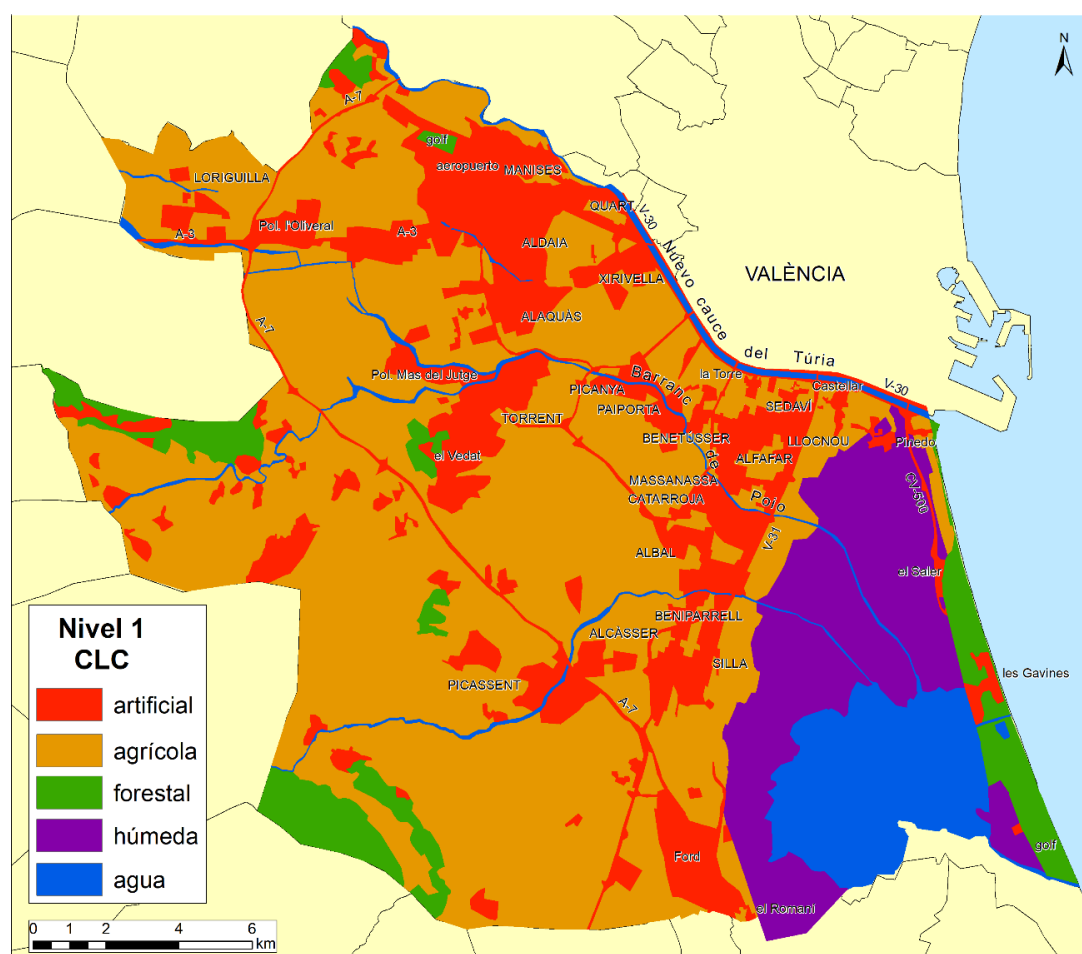 N
A-7
golf
aeropuerto
MANISES
LORIGUILLA
QUART
V-30
Pol. l'Oliveral
A-3
A-3
ALDAIA
Nuevo cauce del Túria
VALÈNCIA
XIRIVELLA
A-7
ALAQUÀS
Pol. Mas del Jutge
la Torre
Castellar
V-30
PICANYA
Barranc de Poio
PAIPORTA
SEDAVÍ
TORRENT
BENETÚSSER
LLOCNOU
Pinedo
el Vedat
ALFAFAR
MASSANASSA
CV-500
CATARROJA
V-31
ALBAL
el Saler
BENIPARRELL
ALCÀSSER
SILLA
les Gavines
PICASSENT
A-7
golf
Ford
el Romaní
Nivel 1
CLC
artificial
agrícola
forestal
húmeda
agua
0 1 2 4 6
km